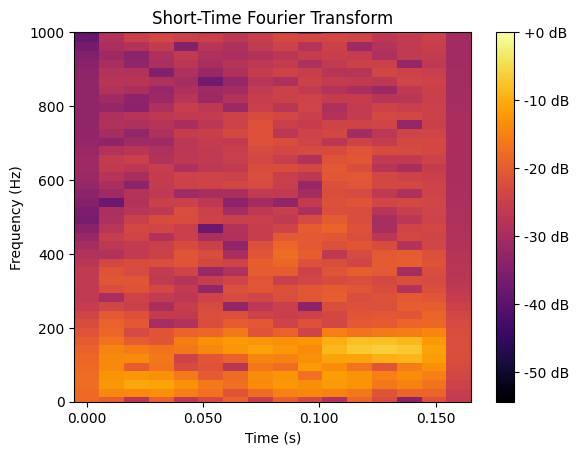 Short-Time Fourier Transform
1000
800
600
400
200
0
Frequency (Hz)
0.000
0.050
0.100
0.150
Time (s)
+0 dB
-10 dB
-20 dB
-30 dB
-40 dB
-50 dB